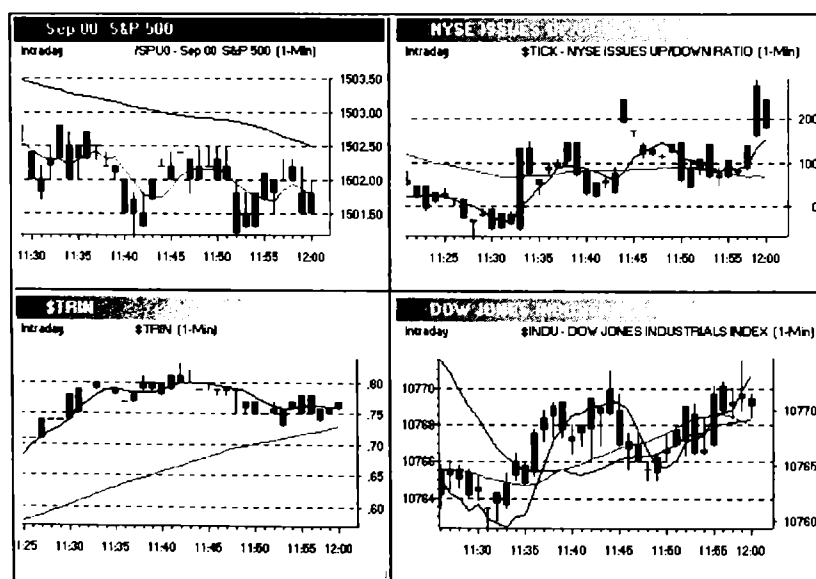 Sep 00 S&P 500
Intraday /SPU0 - Sep 00 S&P 500 (1-Min)
1503.50
1503.00
1502.50
1502.00
1501.50
11:30 11:35 11:40 11:45 11:50 11:55 12:00
NYSE ISSUES
Intraday $TICK - NYSE ISSUES UP/DOWN RATIO (1-Min)
200
100
0
11:25 11:30 11:35 11:40 11:45 11:50 11:55 12:00
$TRIN
Intraday $TRIN (1-Min)
.80
.75
.70
.65
.60
1:25 11:30 11:35 11:40 11:45 11:50 11:55 12:00
DOW JONES
Intraday $INDU - DOW JONES INDUSTRIALS INDEX (1-Min)
10770
10768
10766
10764
10770
10765
10760
11:30 11:35 11:40 11:45 11:50 11:55 12:00